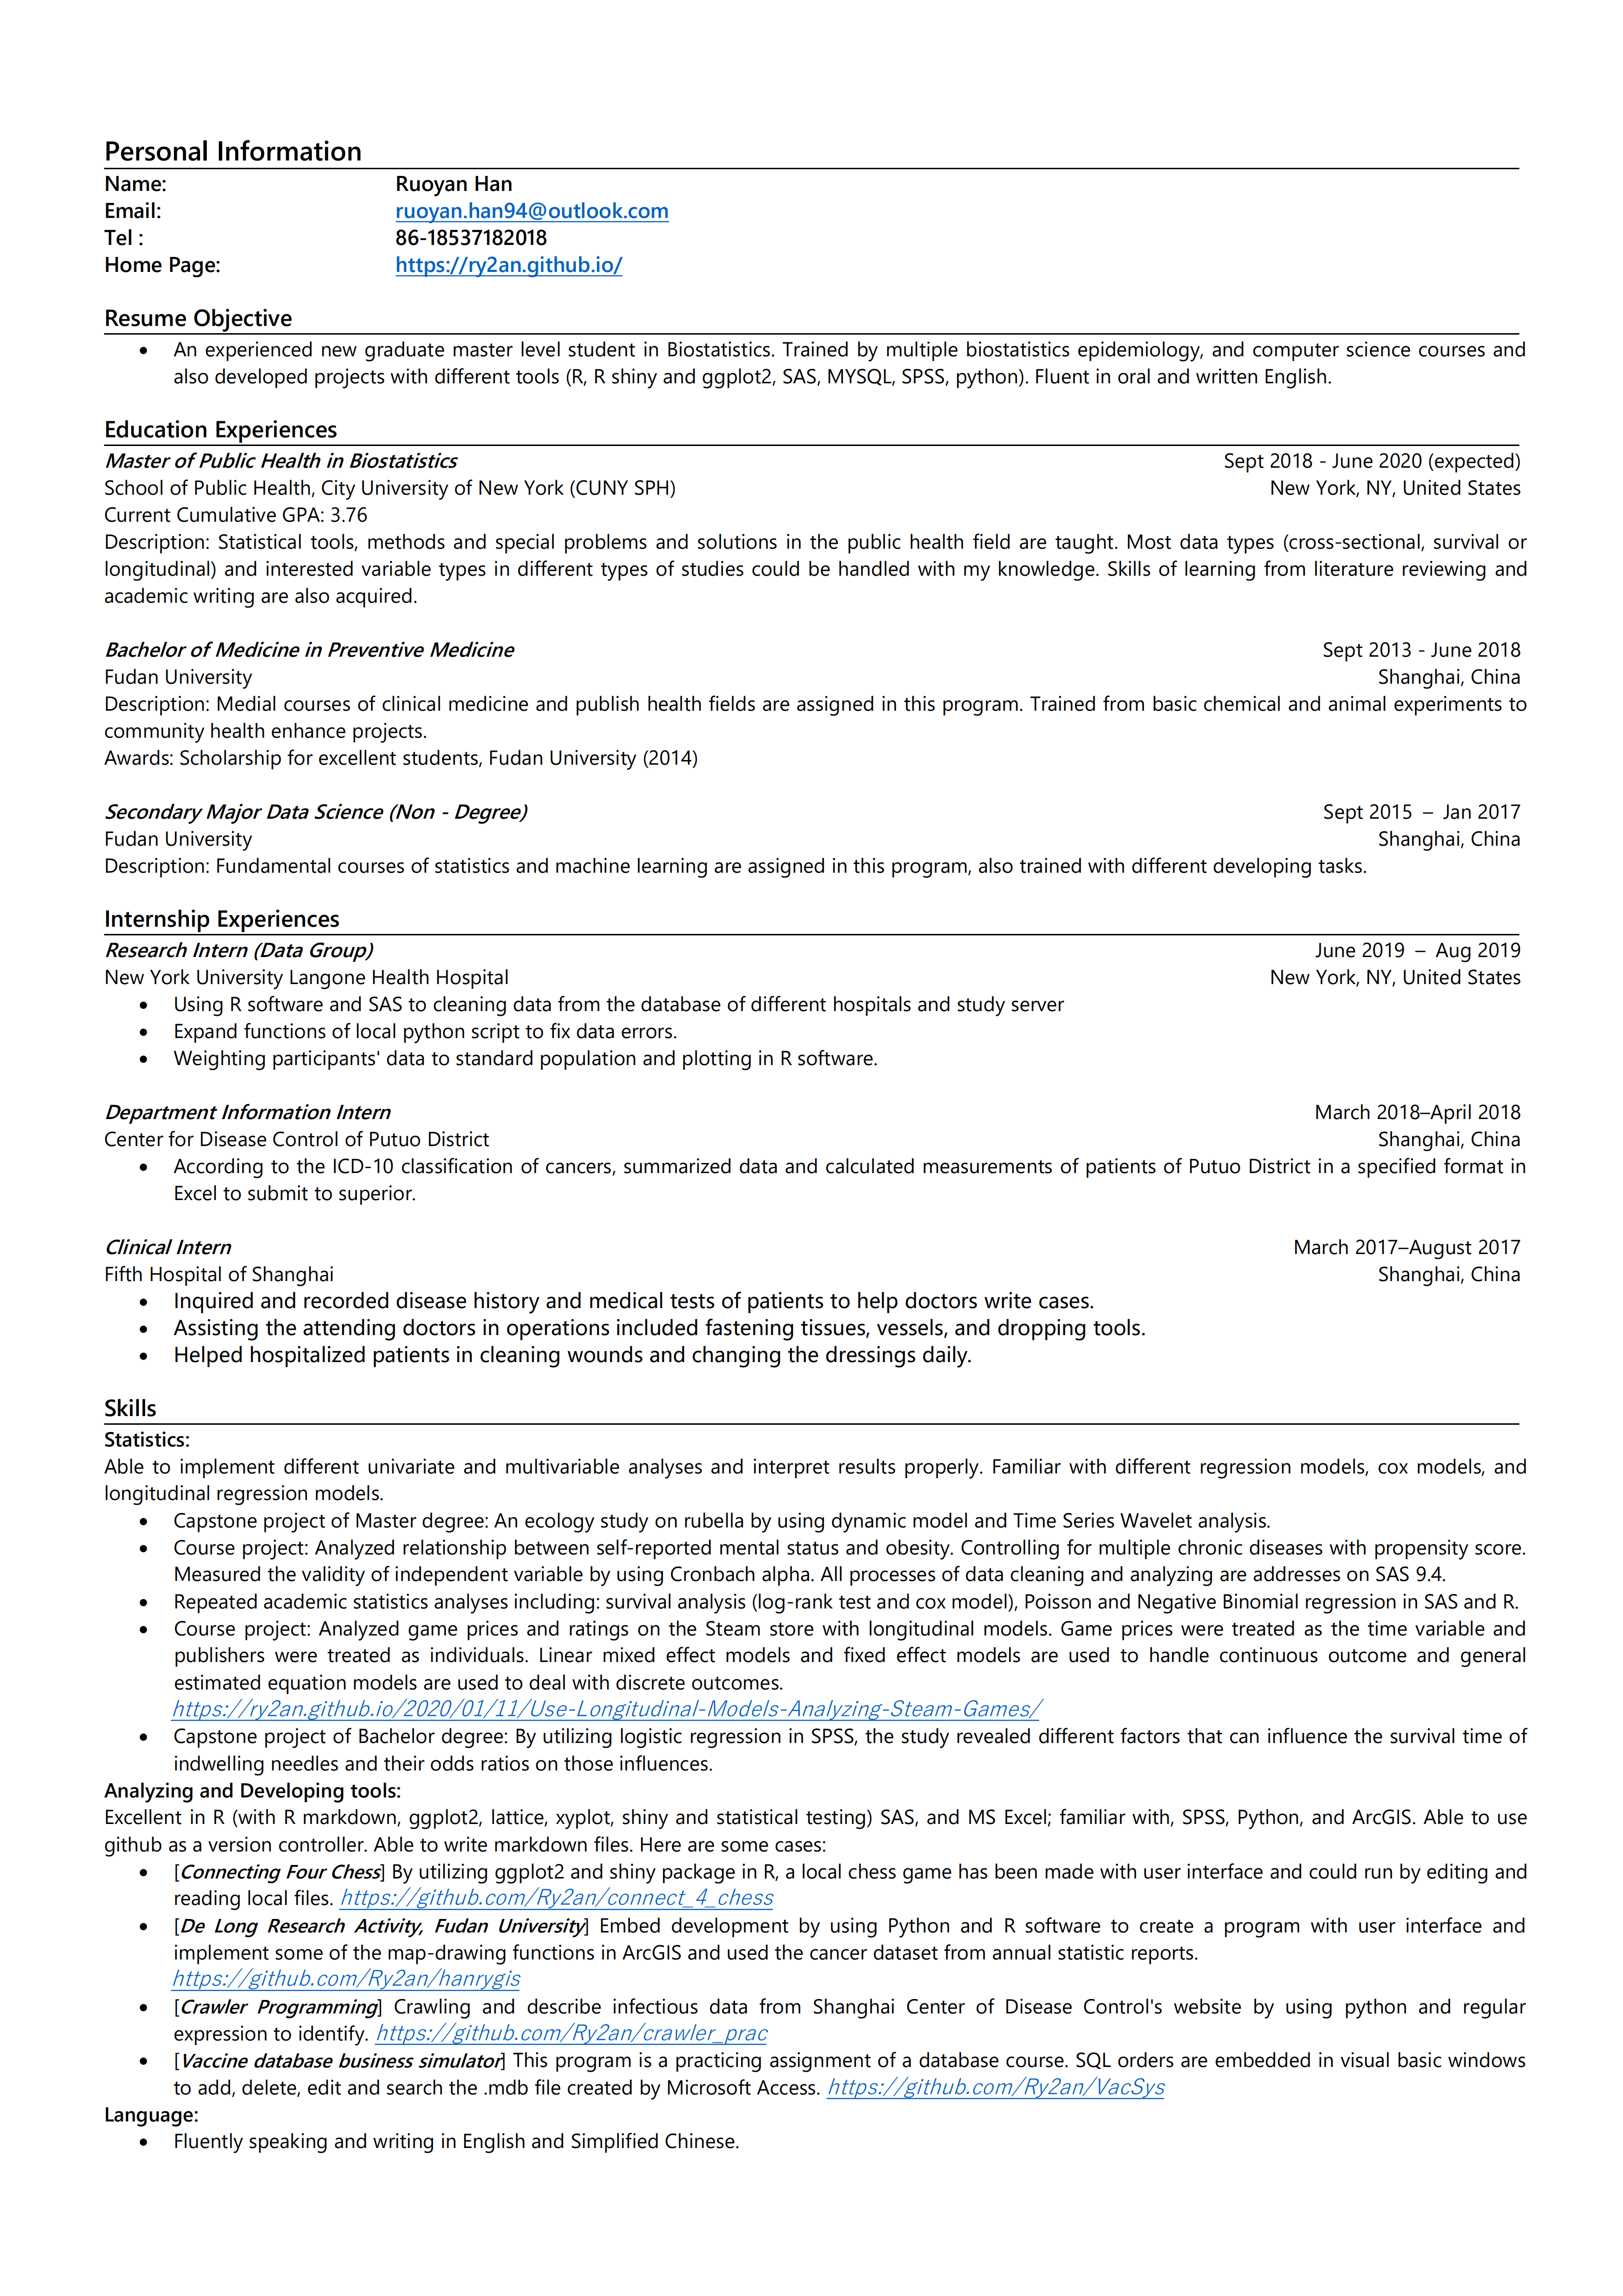 Personal Information
Name: Ruoyan Han
Email: ruoyan.han94@outlook.com
Tel : 86-18537182018
Home Page: https://ry2an.github.io/
Resume Objective
• An experienced new graduate master level student in Biostatistics. Trained by multiple biostatistics epidemiology, and computer science courses and
also developed projects with different tools (R, R shiny and ggplot2, SAS, MYSQL, SPSS, python). Fluent in oral and written English.
Education Experiences
Master of Public Health in Biostatistics Sept 2018 - June 2020 (expected)
School of Public Health, City University of New York (CUNY SPH) New York, NY, United States
Current Cumulative GPA: 3.76
Description: Statistical tools, methods and special problems and solutions in the public health field are taught. Most data types (cross-sectional, survival or
longitudinal) and interested variable types in different types of studies could be handled with my knowledge. Skills of learning from literature reviewing and
academic writing are also acquired.
Bachelor of Medicine in Preventive Medicine Sept 2013 - June 2018
Fudan University Shanghai, China
Description: Medial courses of clinical medicine and publish health fields are assigned in this program. Trained from basic chemical and animal experiments to
community health enhance projects.
Awards: Scholarship for excellent students, Fudan University (2014)
Secondary Major Data Science (Non - Degree) Sept 2015 – Jan 2017
Fudan University Shanghai, China
Description: Fundamental courses of statistics and machine learning are assigned in this program, also trained with different developing tasks.
Internship Experiences
Research Intern (Data Group) June 2019 – Aug 2019
New York University Langone Health Hospital New York, NY, United States
• Using R software and SAS to cleaning data from the database of different hospitals and study server
• Expand functions of local python script to fix data errors.
• Weighting participants' data to standard population and plotting in R software.
Department Information Intern March 2018–April 2018
Center for Disease Control of Putuo District Shanghai, China
• According to the ICD-10 classification of cancers, summarized data and calculated measurements of patients of Putuo District in a specified format in
Excel to submit to superior.
Clinical Intern March 2017–August 2017
Fifth Hospital of Shanghai Shanghai, China
• Inquired and recorded disease history and medical tests of patients to help doctors write cases.
• Assisting the attending doctors in operations included fastening tissues, vessels, and dropping tools.
• Helped hospitalized patients in cleaning wounds and changing the dressings daily.
Skills
Statistics:
Able to implement different univariate and multivariable analyses and interpret results properly. Familiar with different regression models, cox models, and
longitudinal regression models.
• Capstone project of Master degree: An ecology study on rubella by using dynamic model and Time Series Wavelet analysis.
• Course project: Analyzed relationship between self-reported mental status and obesity. Controlling for multiple chronic diseases with propensity score.
Measured the validity of independent variable by using Cronbach alpha. All processes of data cleaning and analyzing are addresses on SAS 9.4.
• Repeated academic statistics analyses including: survival analysis (log-rank test and cox model), Poisson and Negative Binomial regression in SAS and R.
• Course project: Analyzed game prices and ratings on the Steam store with longitudinal models. Game prices were treated as the time variable and
publishers were treated as individuals. Linear mixed effect models and fixed effect models are used to handle continuous outcome and general
estimated equation models are used to deal with discrete outcomes.
https://ry2an.github.io/2020/01/11/Use-Longitudinal-Models-Analyzing-Steam-Games/
• Capstone project of Bachelor degree: By utilizing logistic regression in SPSS, the study revealed different factors that can influence the survival time of
indwelling needles and their odds ratios on those influences.
Analyzing and Developing tools:
Excellent in R (with R markdown, ggplot2, lattice, xyplot, shiny and statistical testing) SAS, and MS Excel; familiar with, SPSS, Python, and ArcGIS. Able to use
github as a version controller. Able to write markdown files. Here are some cases:
• [Connecting Four Chess] By utilizing ggplot2 and shiny package in R, a local chess game has been made with user interface and could run by editing and
reading local files. https://github.com/Ry2an/connect_4_chess
• [De Long Research Activity, Fudan University] Embed development by using Python and R software to create a program with user interface and
implement some of the map-drawing functions in ArcGIS and used the cancer dataset from annual statistic reports.
https://github.com/Ry2an/hanrygis
• [Crawler Programming] Crawling and describe infectious data from Shanghai Center of Disease Control's website by using python and regular
expression to identify. https://github.com/Ry2an/crawler_prac
• [Vaccine database business simulator] This program is a practicing assignment of a database course. SQL orders are embedded in visual basic windows
to add, delete, edit and search the .mdb file created by Microsoft Access. https://github.com/Ry2an/VacSys
Language:
• Fluently speaking and writing in English and Simplified Chinese.